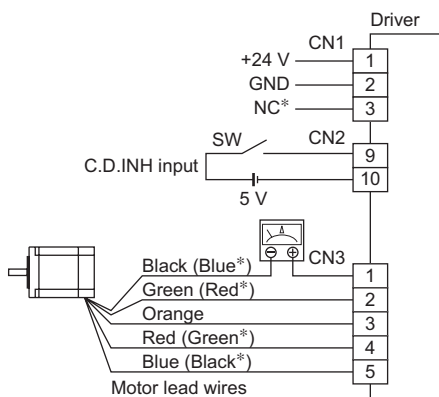 Driver
CN1
+24 V 1
GND 2
NC* 3
SW CN2
9
C.D.INH input 10
5 V
A
CN3
Black (Blue*) 1
Green (Red*) 2
Orange 3
Red (Green*) 4
Blue (Black*) 5
Motor lead wires